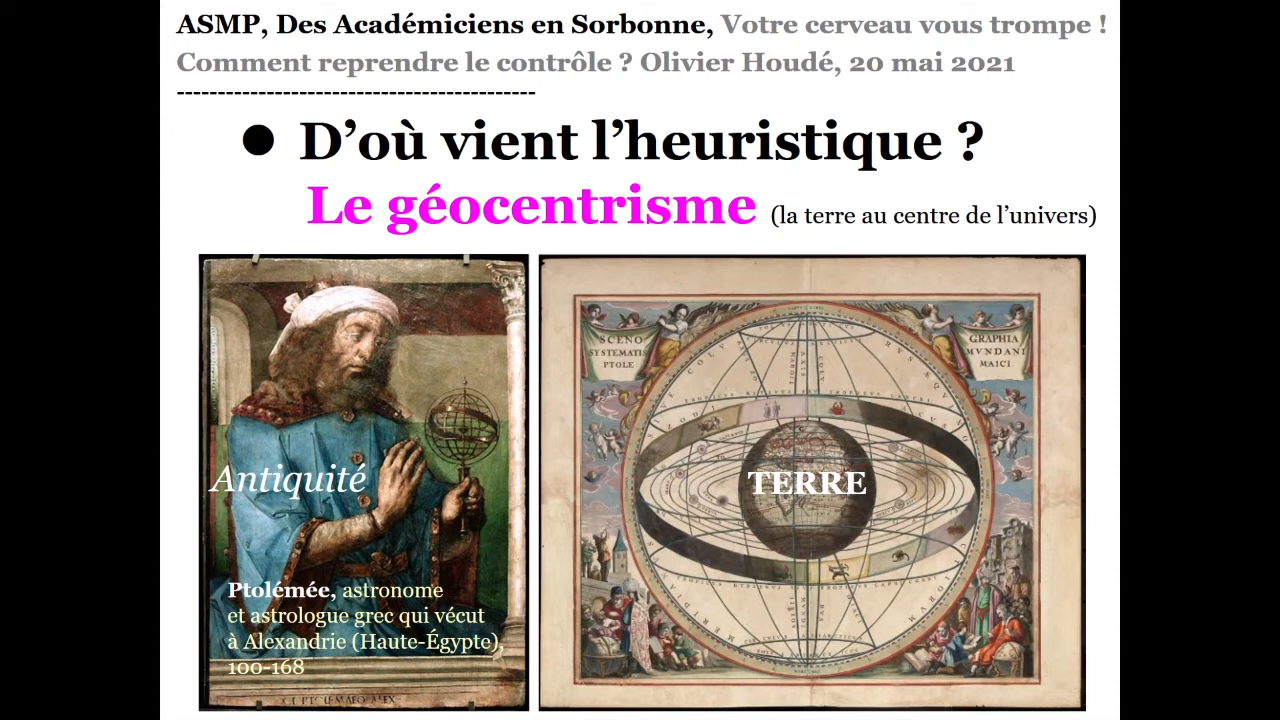 ASMP, Des Académiciens en Sorbonne, Votre cerveau vous trompe !
Comment reprendre le contrôle ? Olivier Houdé, 20 mai 2021
------------------------------------------
● D’où vient l’heuristique ?
Le géocentrisme (la terre au centre de l’univers)
SCENO
SYSTEMATIS
PTOLE
GRAPHIA
MVNDANI
MAICI
Antiquité
TERRE
Ptolémée, astronome
et astrologue grec qui vécut
à Alexandrie (Haute-Égypte),
100-168